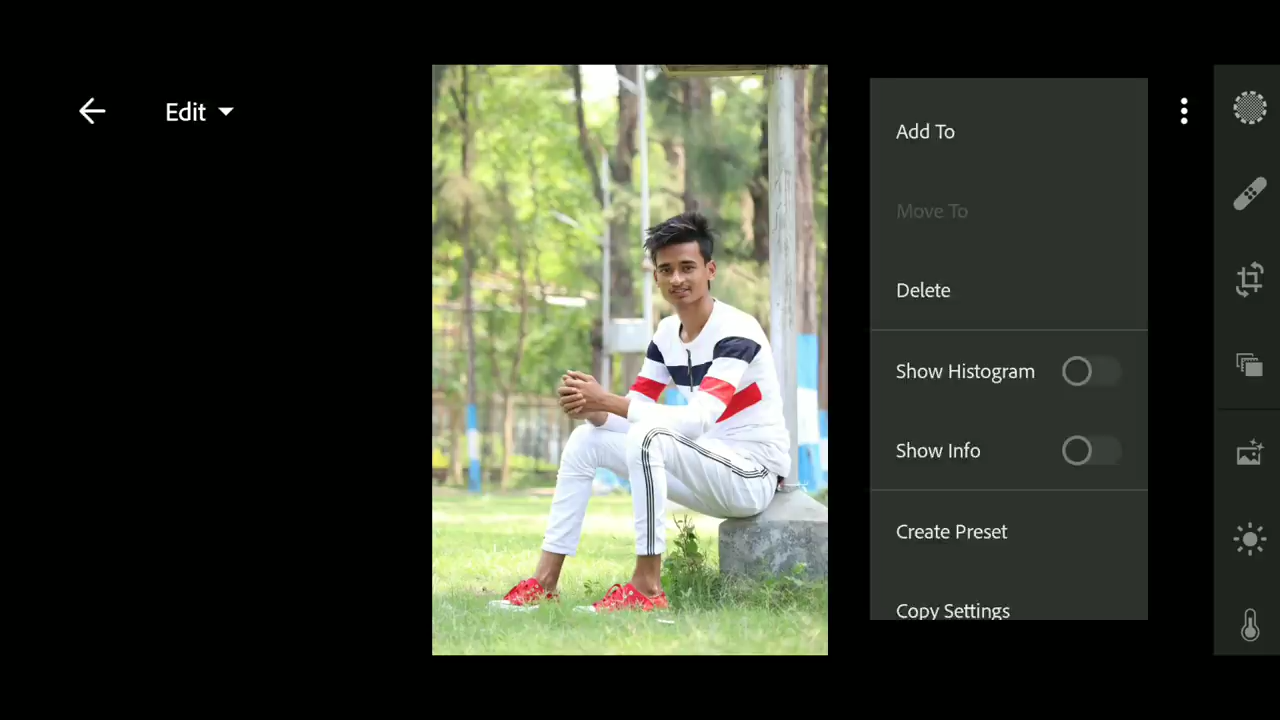 Edit
Add To
Move To
Delete
Show Histogram
Show Info
Create Preset
Copy Settings